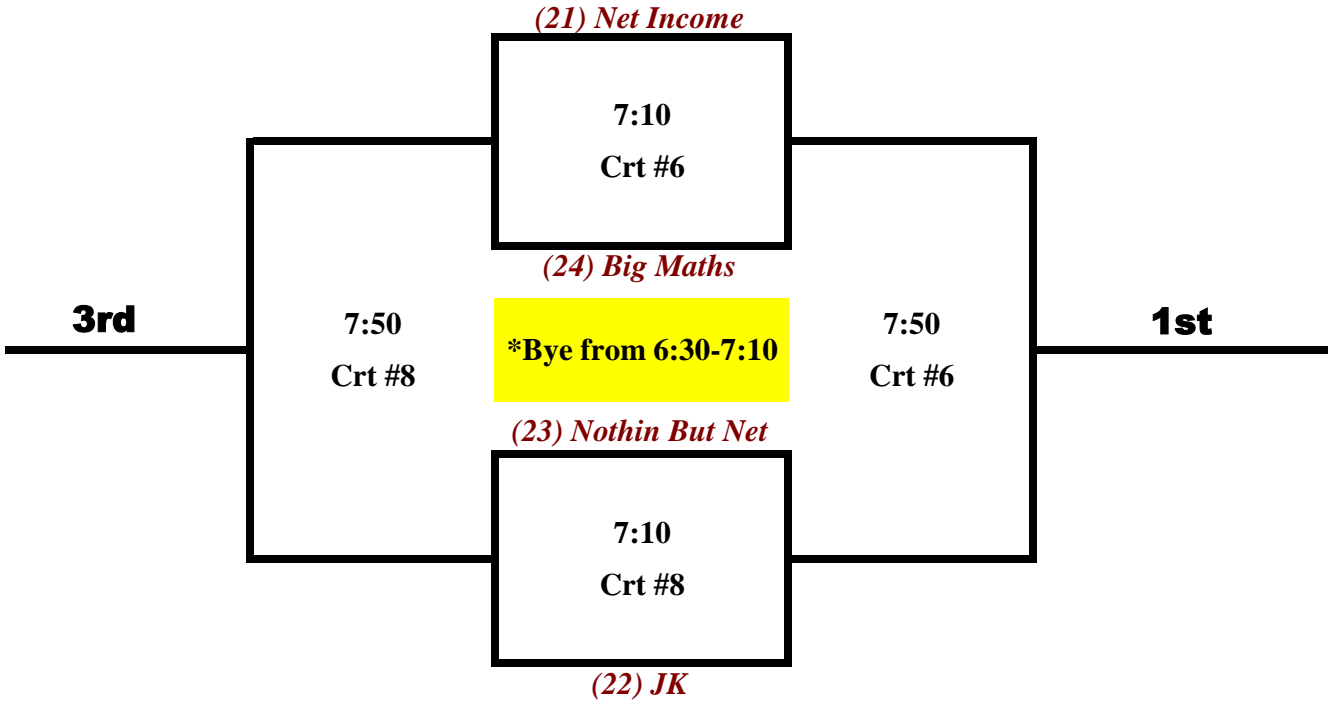 (21) Net Income
7:10
Crt #6
(24) Big Maths
3rd
7:50
Crt #8
*Bye from 6:30-7:10
7:50
Crt #6
1st
(23) Nothin But Net
7:10
Crt #8
(22) JK